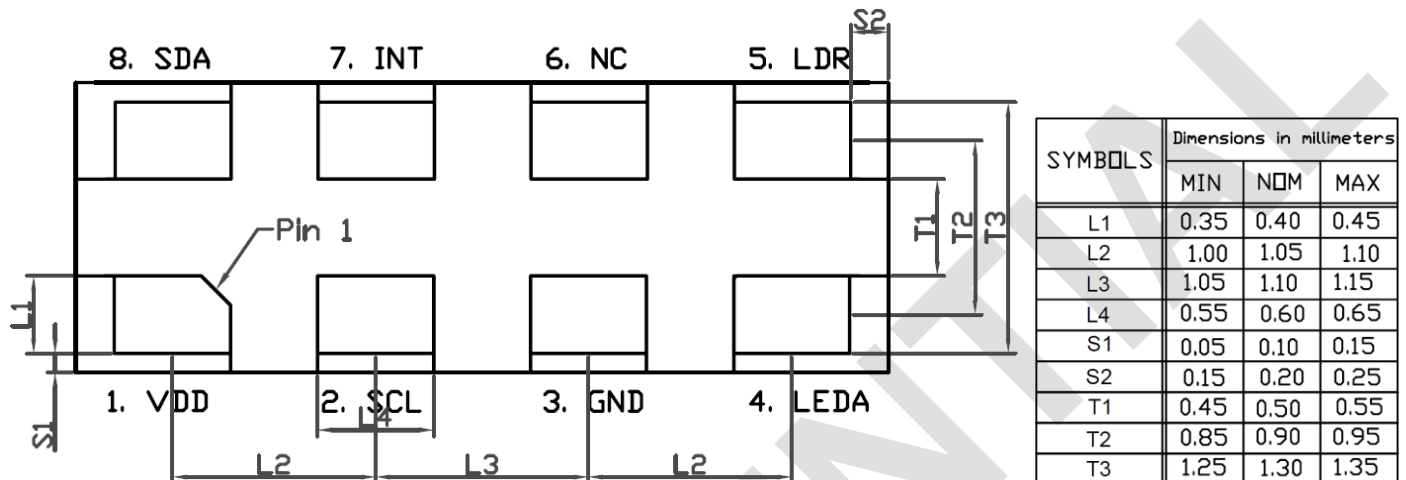 S2
8. SDA 7. INT 6. NC 5. LDR
T1 T2 T3
Pin 1
L1
S1
1. VDD 2. SCL 3. GND 4. LEDA
L4
L2 L3 L2
SYMBOLS Dimensions in millimeters
MIN NOM MAX
L1 0.35 0.40 0.45
L2 1.00 1.05 1.10
L3 1.05 1.10 1.15
L4 0.55 0.60 0.65
S1 0.05 0.10 0.15
S2 0.15 0.20 0.25
T1 0.45 0.50 0.55
T2 0.85 0.90 0.95
T3 1.25 1.30 1.35
NTIAL